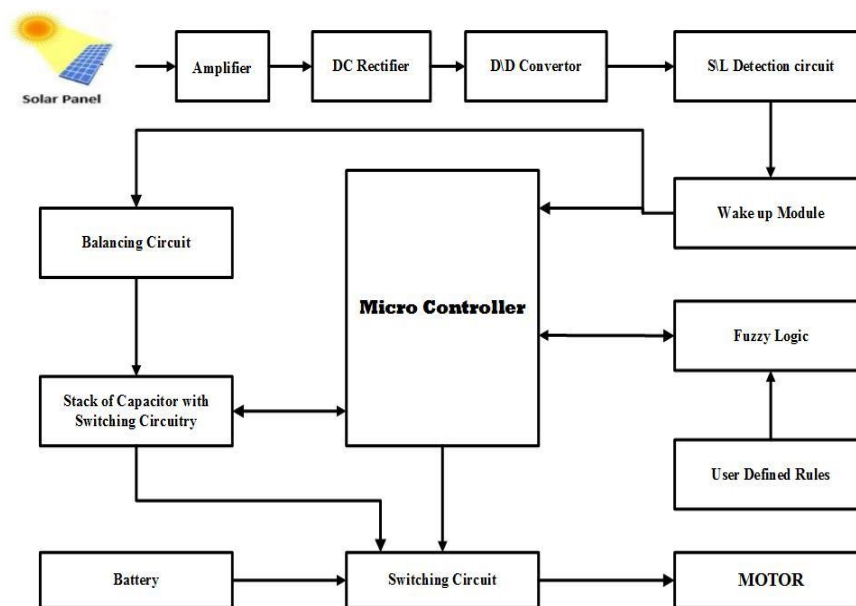 Solar Panel
Amplifier
DC Rectifier
D\D Convertor
S\L Detection circuit
Wake up Module
Balancing Circuit
Micro Controller
Fuzzy Logic
Stack of Capacitor with
Switching Circuitry
User Defined Rules
Battery
Switching Circuit
MOTOR